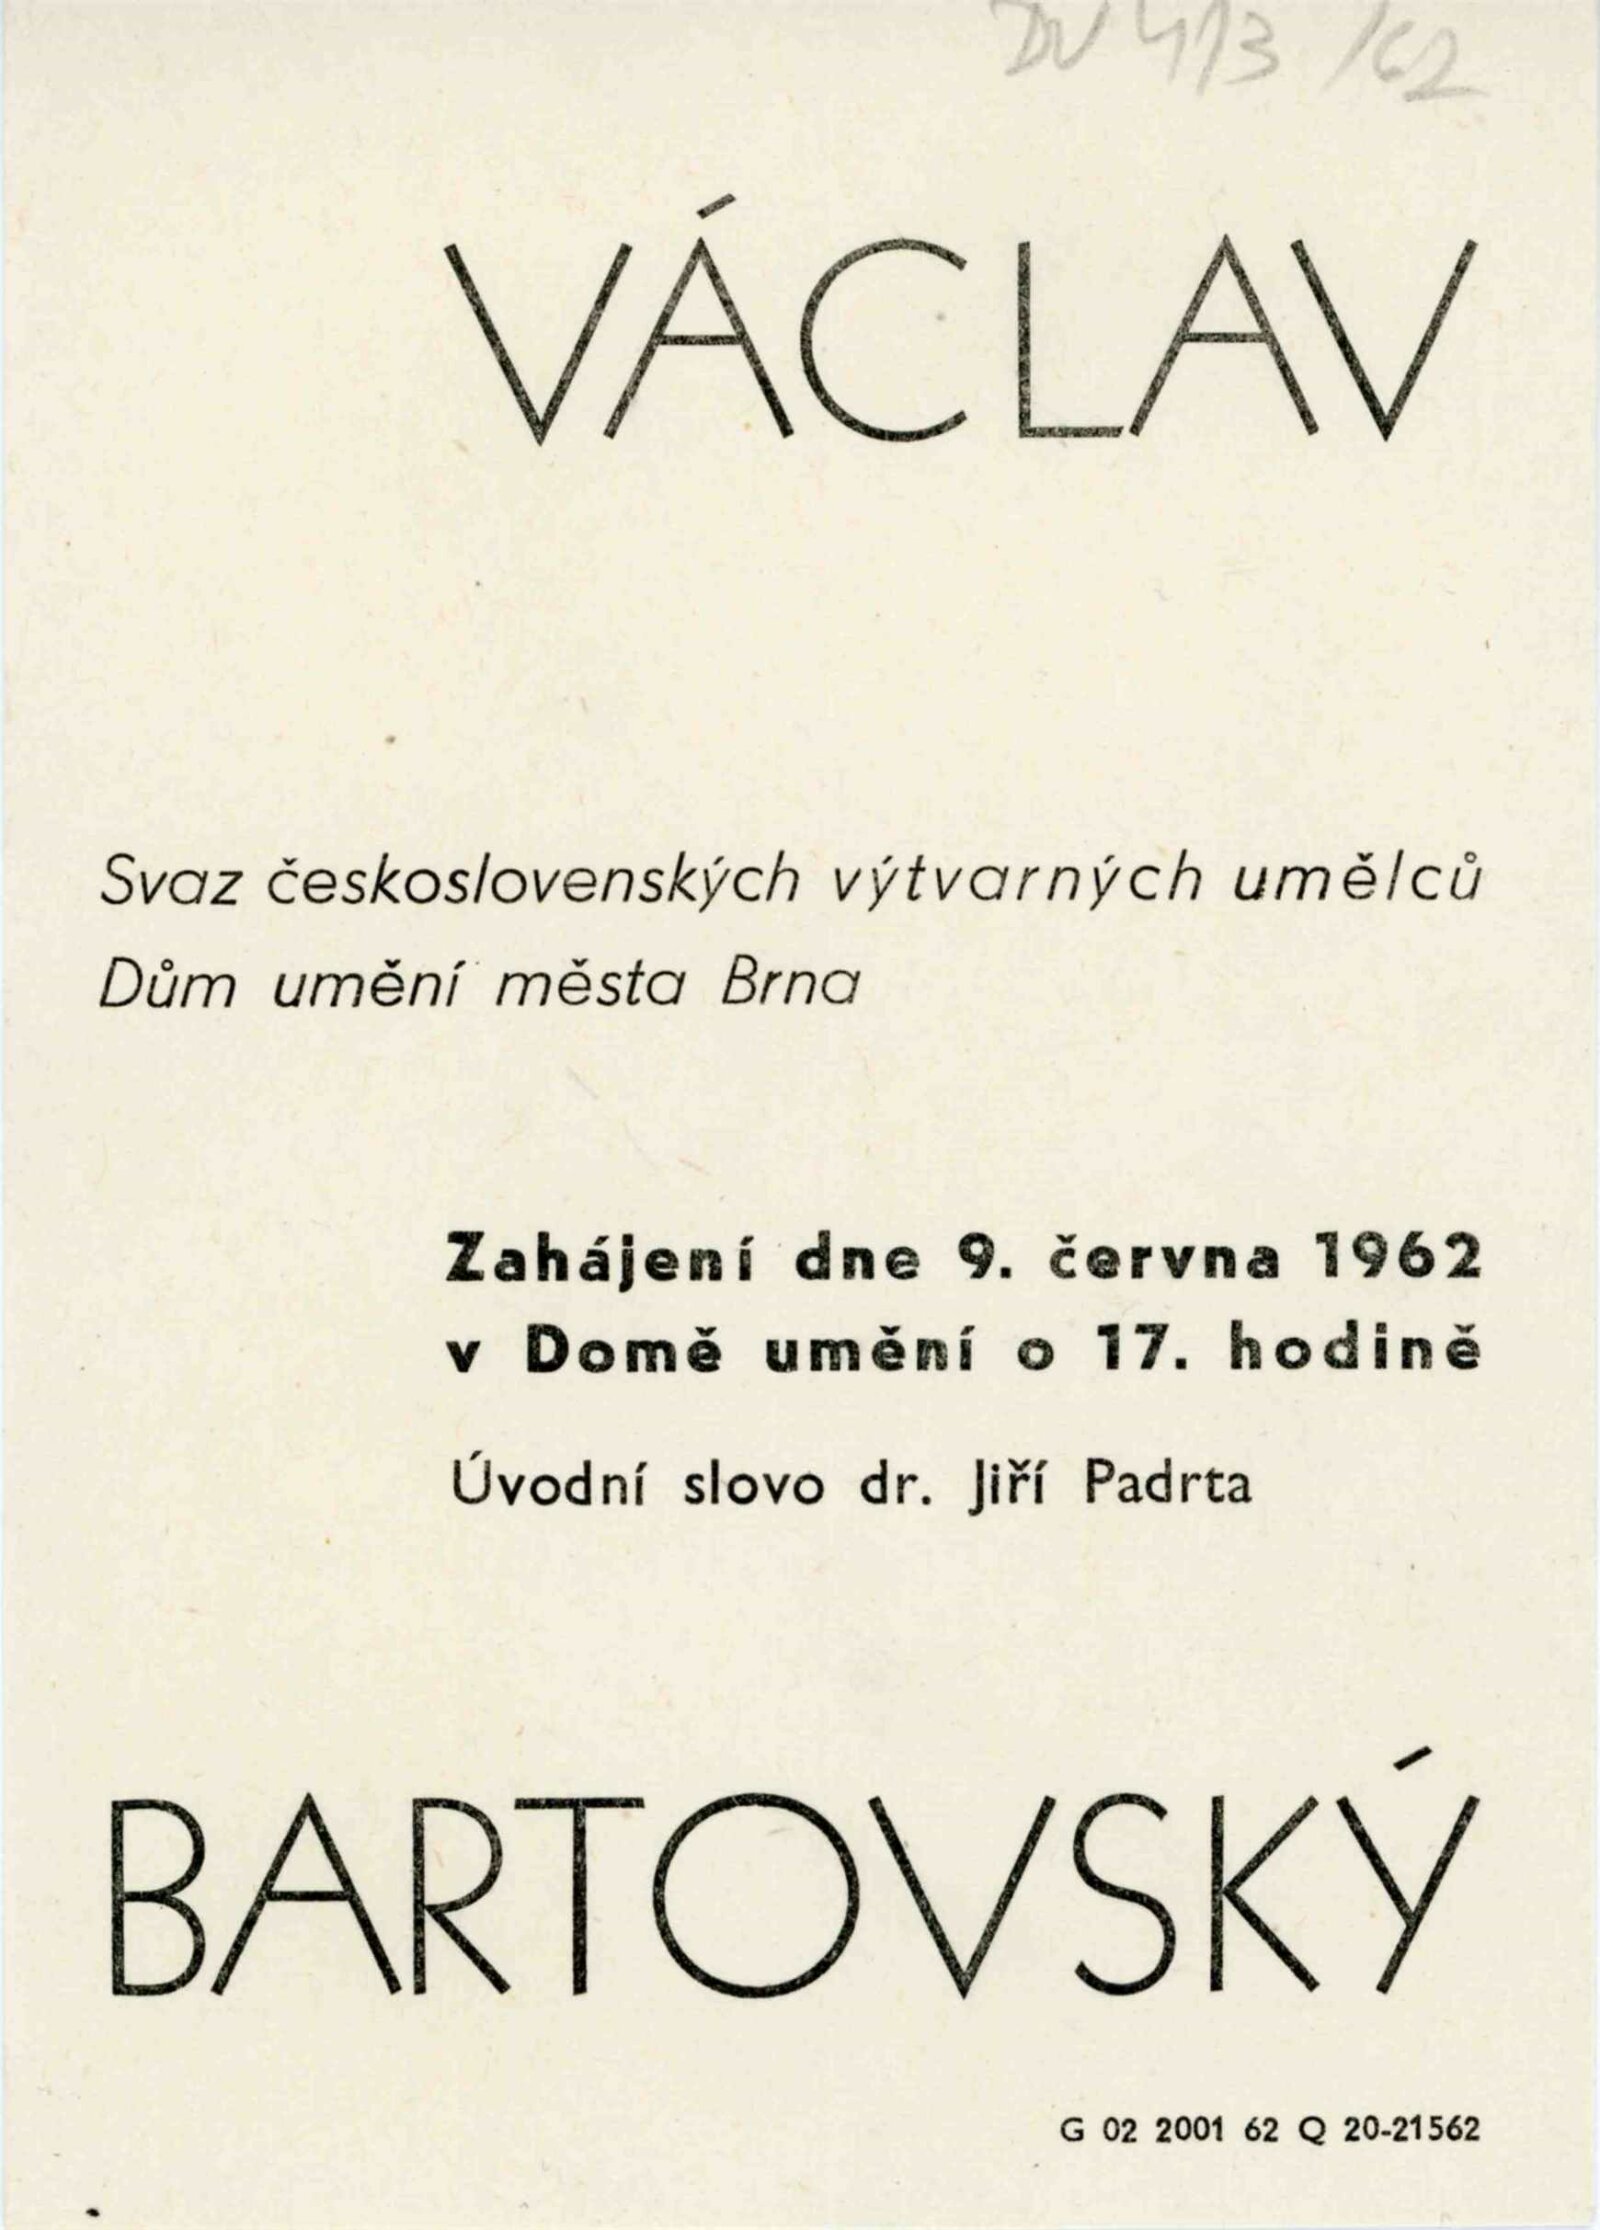 DU 413 /62
VÁCLAV
Svaz československých výtvarných umělců
Dům umění města Brna
Zahájení dne 9. června 1962
v Domě umění o 17. hodině
Úvodní slovo dr. Jiří Padrta
BARTOVSKÝ
G 02 2001 62 Q 20-21562